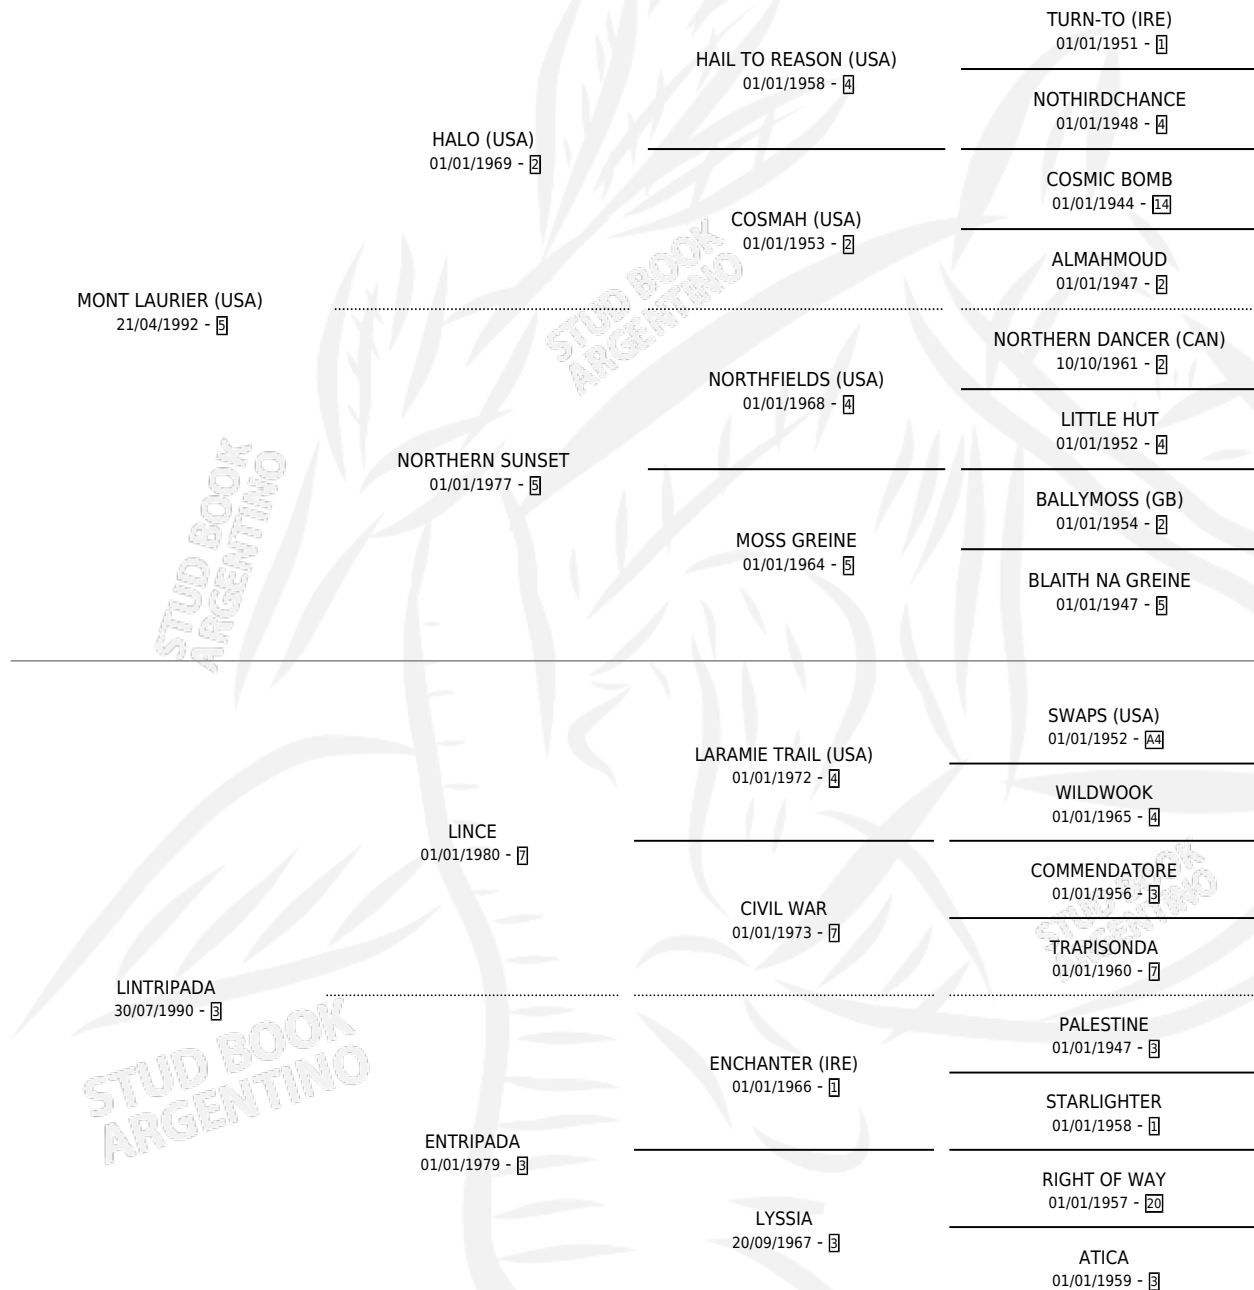 TURN-TO (IRE)
01/01/1951 - 1
HAIL TO REASON (USA)
01/01/1958 - 4
NOTHIRDCHANCE
01/01/1948 - 4
HALO (USA)
01/01/1969 - 2
COSMIC BOMB
01/01/1944 - 14
COSMAH (USA)
01/01/1953 - 2
ALMAHMOUD
01/01/1947 - 2
MONT LAURIER (USA)
21/04/1992 - 5
NORTHERN DANCER (CAN)
10/10/1961 - 2
NORTHFIELDS (USA)
01/01/1968 - 4
LITTLE HUT
01/01/1952 - 4
NORTHERN SUNSET
01/01/1977 - 5
BALLYMOSS (GB)
01/01/1954 - 2
MOSS GREINE
01/01/1964 - 5
BLAITH NA GREINE
01/01/1947 - 5
SWAPS (USA)
01/01/1952 - A4
LARAMIE TRAIL (USA)
01/01/1972 - 4
WILDWOOK
01/01/1965 - 4
LINCE
01/01/1980 - 7
COMMENDATORE
01/01/1956 - 3
CIVIL WAR
01/01/1973 - 7
TRAPISONDA
01/01/1960 - 7
LINTRIPADA
30/07/1990 - 3
PALESTINE
01/01/1947 - 3
ENCHANTER (IRE)
01/01/1966 - 1
STARLIGHTER
01/01/1958 - 1
ENTRIPADA
01/01/1979 - 3
RIGHT OF WAY
01/01/1957 - 20
LYSSIA
20/09/1967 - 3
ATICA
01/01/1959 - 3
STUD BOOK
ARGENTINO
STUD BOOK
ARGENTINO
STUD BOOK
ARGENTINO
STUD BOOK
ARGENTINO